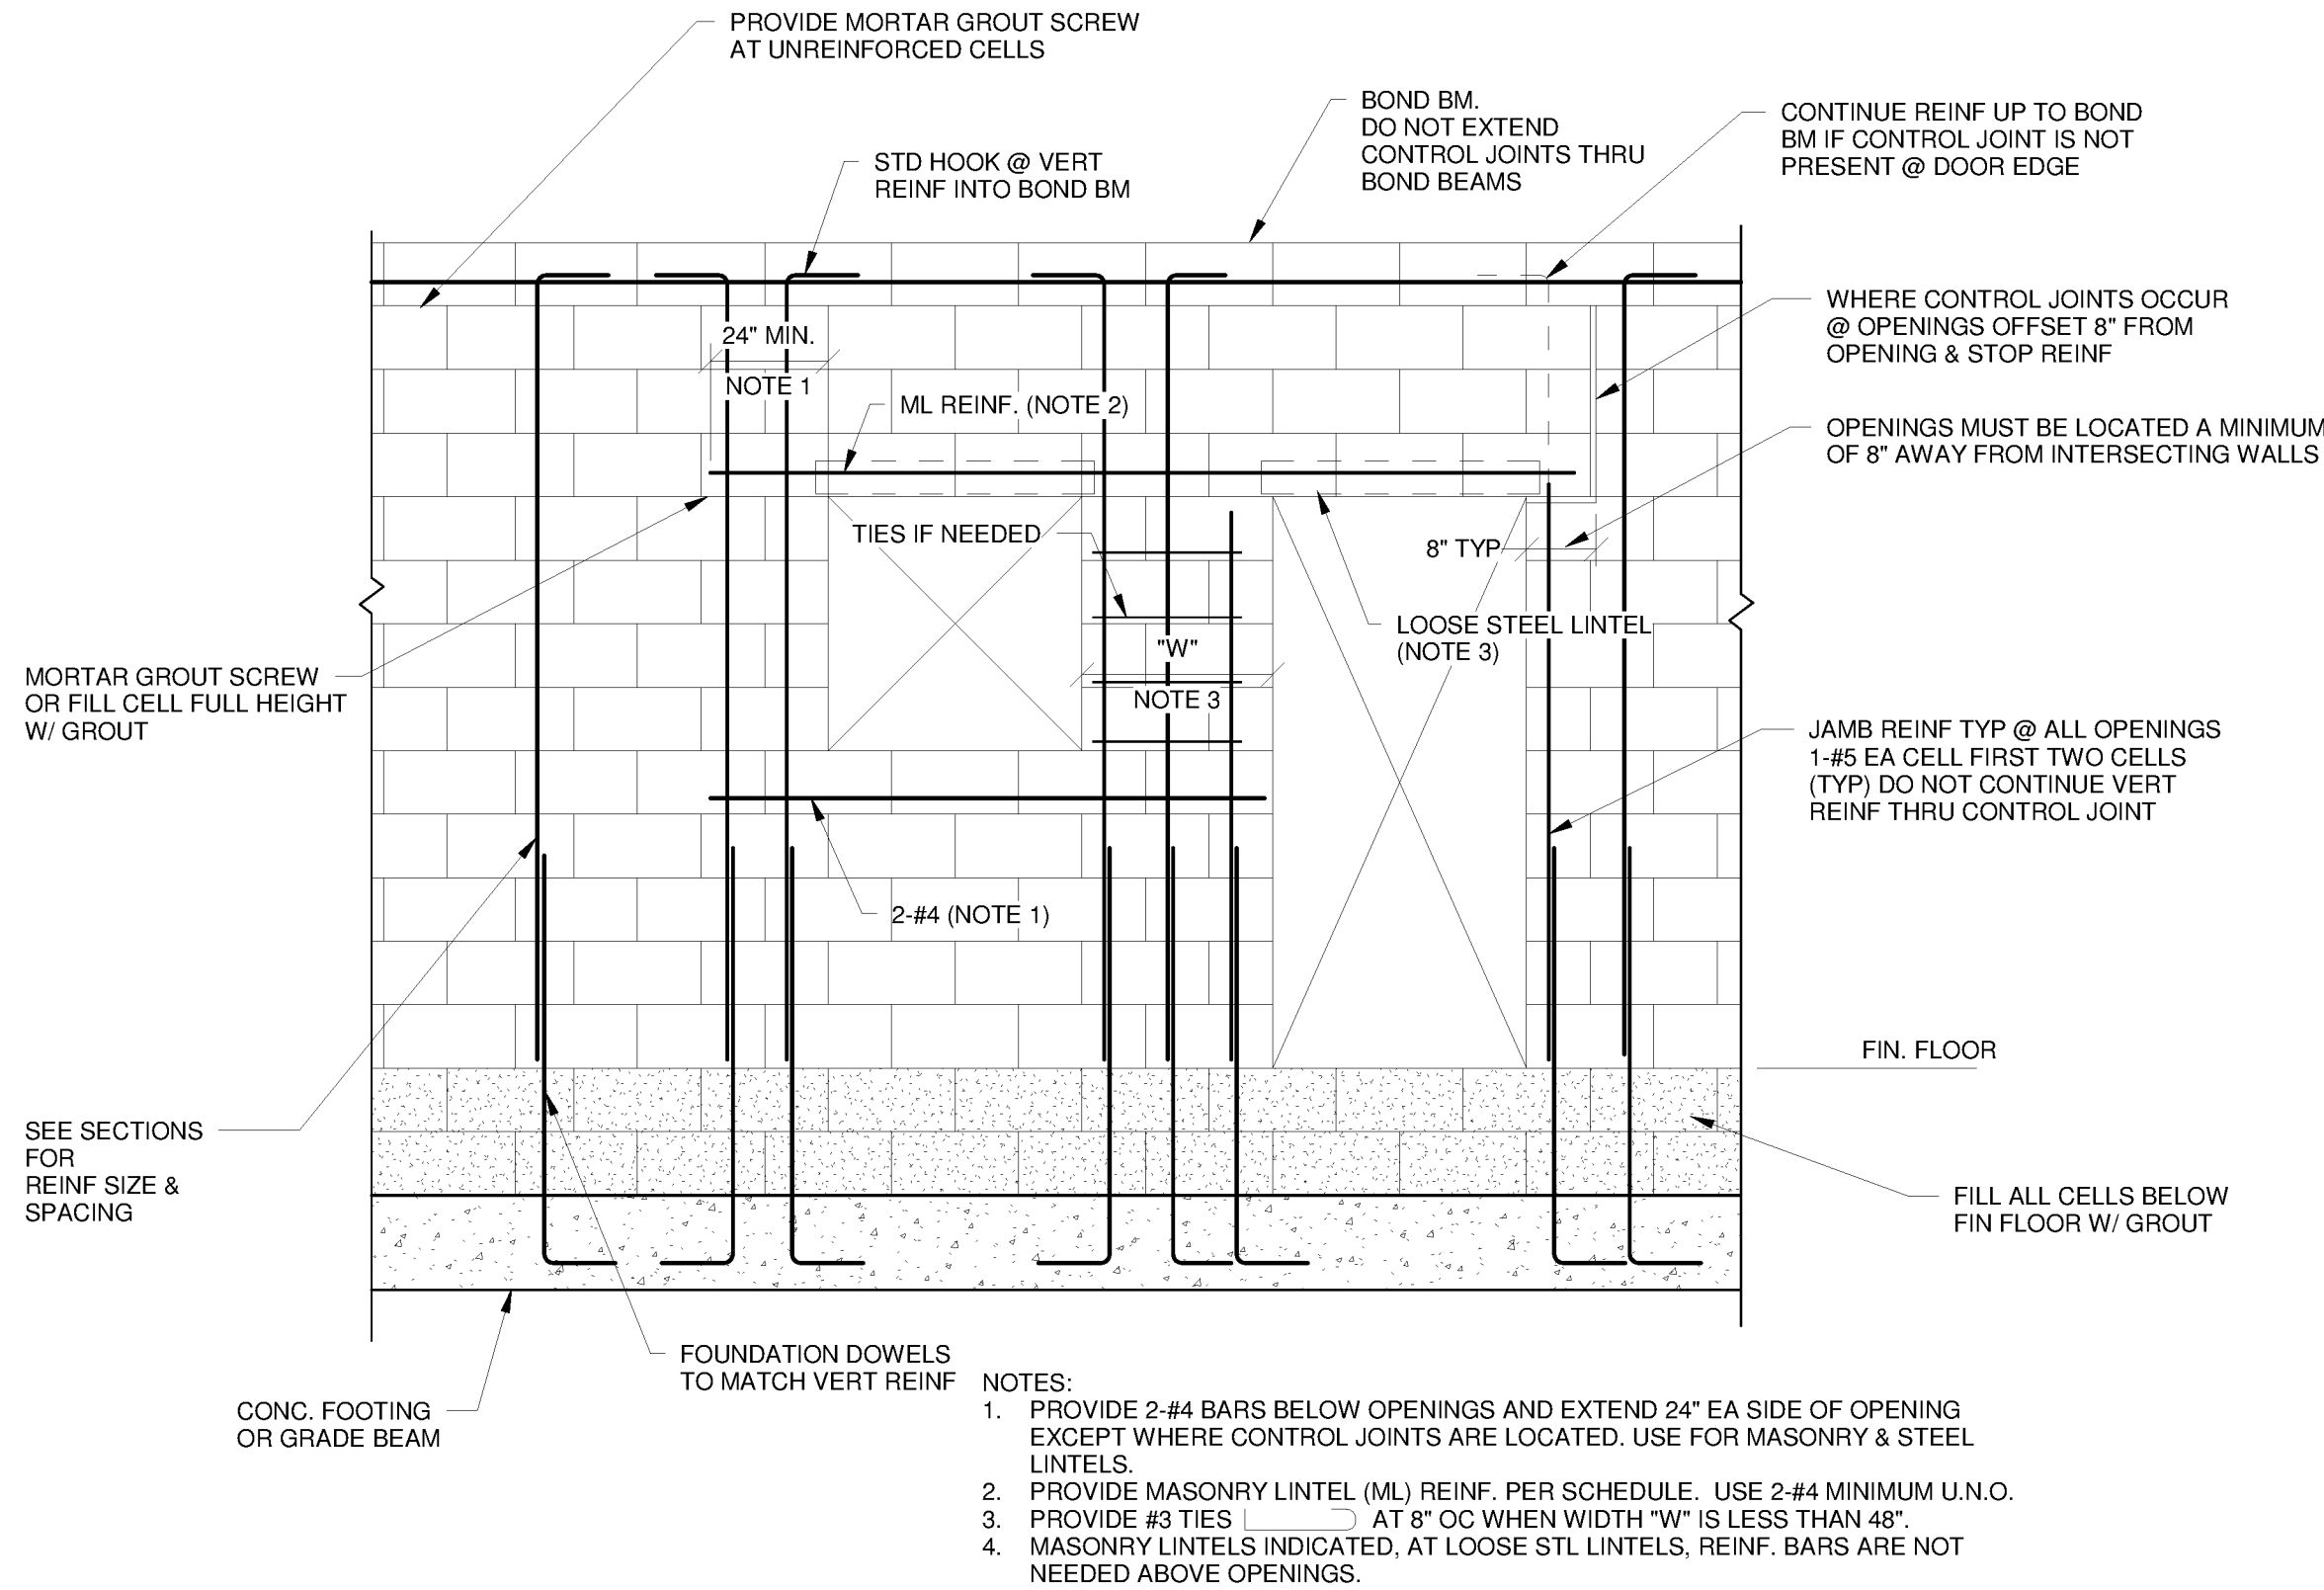 PROVIDE MORTAR GROUT SCREW
AT UNREINFORCED CELLS
BOND BM.
DO NOT EXTEND
CONTROL JOINTS THRU
BOND BEAMS
CONTINUE REINF UP TO BOND
BM IF CONTROL JOINT IS NOT
PRESENT @ DOOR EDGE
STD HOOK @ VERT
REINF INTO BOND BM
WHERE CONTROL JOINTS OCCUR
@ OPENINGS OFFSET 8" FROM
OPENING & STOP REINF
24" MIN.
NOTE 1
ML REINF. (NOTE 2)
OPENINGS MUST BE LOCATED A MINIMUM
OF 8" AWAY FROM INTERSECTING WALLS
TIES IF NEEDED
8" TYP
LOOSE STEEL LINTEL
(NOTE 3)
"W"
NOTE 3
MORTAR GROUT SCREW
OR FILL CELL FULL HEIGHT
W/ GROUT
JAMB REINF TYP @ ALL OPENINGS
1-#5 EA CELL FIRST TWO CELLS
(TYP) DO NOT CONTINUE VERT
REINF THRU CONTROL JOINT
2-#4 (NOTE 1)
FIN. FLOOR
SEE SECTIONS
FOR
REINF SIZE &
SPACING
FILL ALL CELLS BELOW
FIN FLOOR W/ GROUT
FOUNDATION DOWELS
TO MATCH VERT REINF
CONC. FOOTING
OR GRADE BEAM
NOTES:
1. PROVIDE 2-#4 BARS BELOW OPENINGS AND EXTEND 24" EA SIDE OF OPENING
EXCEPT WHERE CONTROL JOINTS ARE LOCATED. USE FOR MASONRY & STEEL
LINTELS.
2. PROVIDE MASONRY LINTEL (ML) REINF. PER SCHEDULE. USE 2-#4 MINIMUM U.N.O.
3. PROVIDE #3 TIES AT 8" OC WHEN WIDTH "W" IS LESS THAN 48".
4. MASONRY LINTELS INDICATED, AT LOOSE STL LINTELS, REINF. BARS ARE NOT
NEEDED ABOVE OPENINGS.